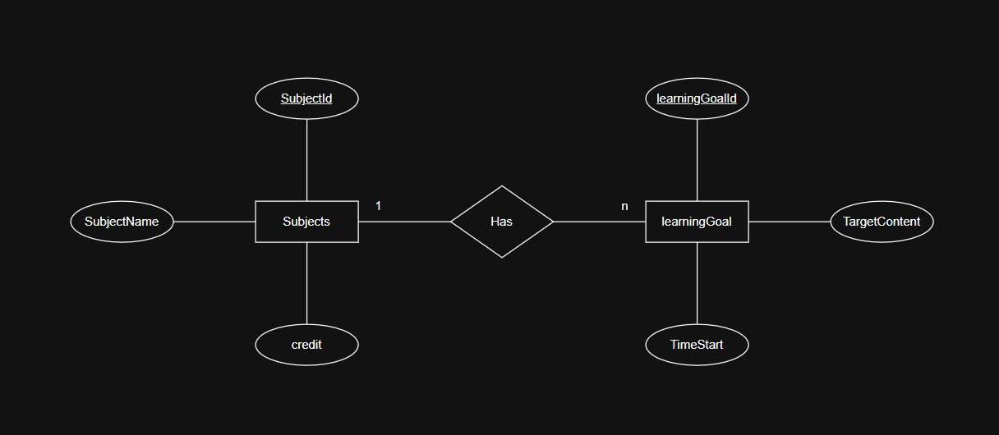 SubjectId
learningGoalId
1
n
SubjectName
Subjects
Has
learningGoal
TargetContent
credit
TimeStart